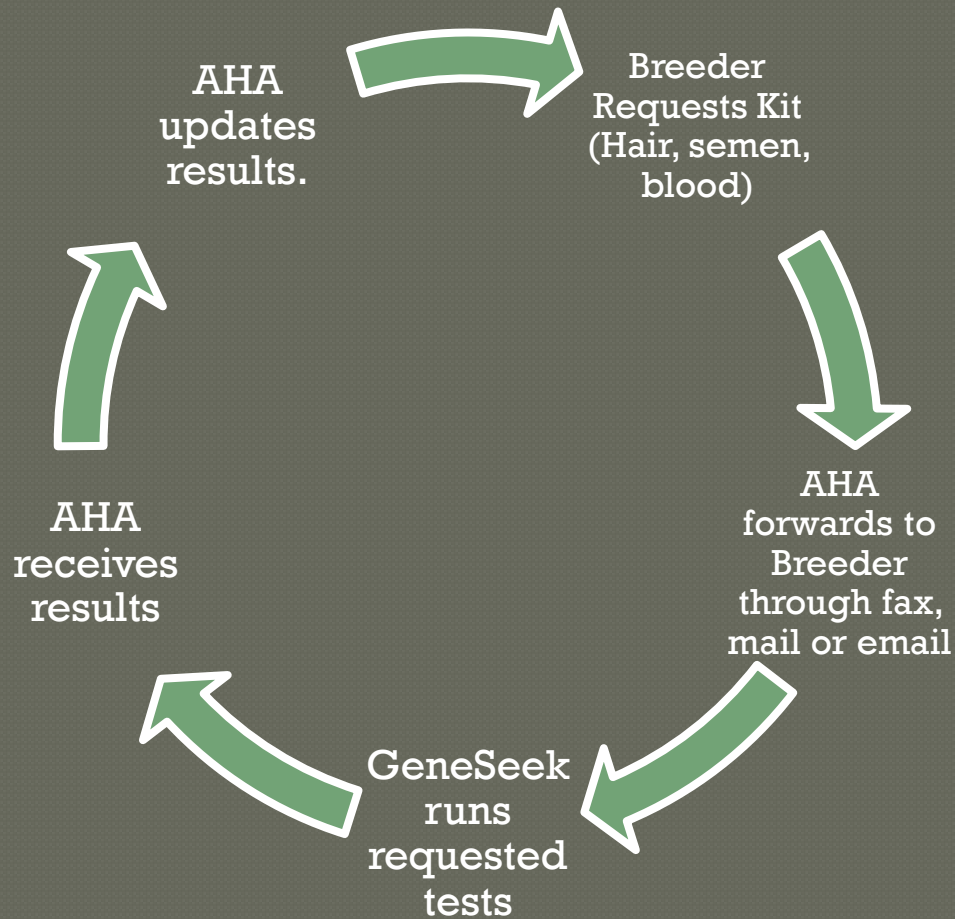 AHA
updates
results.
Breeder
Requests Kit
(Hair, semen,
blood)
AHA
forwards to
Breeder
through fax,
mail or email
GeneSeek
runs
requested
tests
AHA
receives
results